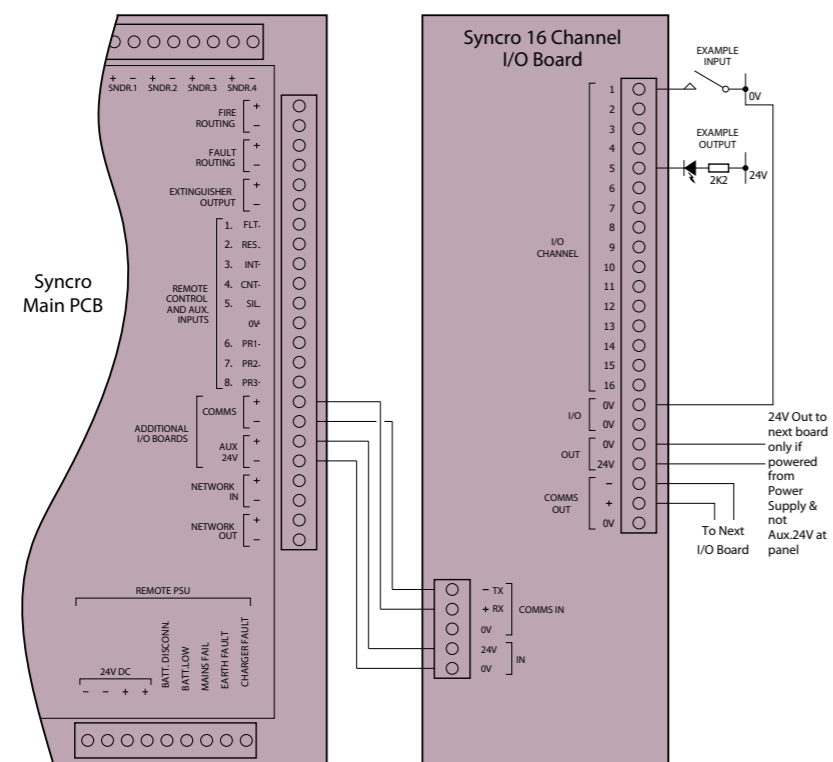 Syncro
Main PCB
+ - + - + - + -
SNDR.1 SNDR.2 SNDR.3 SNDR.4
FIRE
ROUTING
+
-
FAULT
ROUTING
+
-
EXTINGUISHER
OUTPUT
+
-
REMOTE
CONTROL
AND AUX.
INPUTS
1. FLT-
2. RES.
3. INT-
4. CNT-
5. SIL.
0V-
6. PR1-
7. PR2-
8. PR3-
ADDITIONAL
I/O BOARDS
COMMS
+
-
AUX
24V
+
-
NETWORK
IN
+
-
NETWORK
OUT
+
-
REMOTE PSU
24V DC
- - + +
BATT. DISCONN.
BATT.LOW
MAINS FAIL
EARTH FAULT
CHARGER FAULT
Syncro 16 Channel
I/O Board
I/O
CHANNEL
1
2
3
4
5
6
7
8
9
10
11
12
13
14
15
16
I/O
0V
0V
OUT
0V
24V
COMMS
OUT
-
+
0V
EXAMPLE
INPUT
0V
EXAMPLE
OUTPUT
2K2
24V
24V Out to
next board
only if
powered
from
Power
Supply &
not
Aux.24V at
panel
To Next
I/O Board
- TX
+ RX
0V
COMMS IN
24V
0V
IN